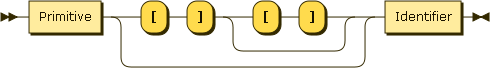 Primitive [ ] [ ] Identifier